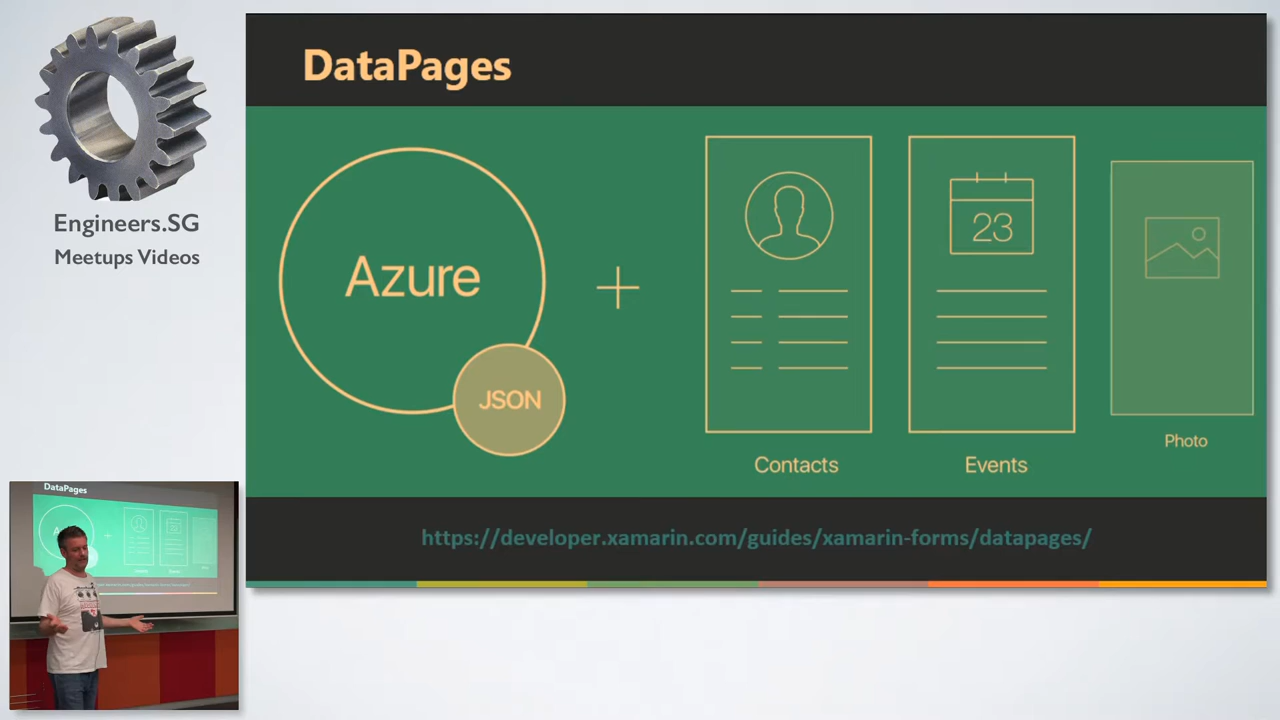 Engineers.SG
Meetups Videos
DataPages
Azure
JSON
23
Contacts
Events
Photo
https://developer.xamarin.com/guides/xamarin-forms/datapages/
DataPages